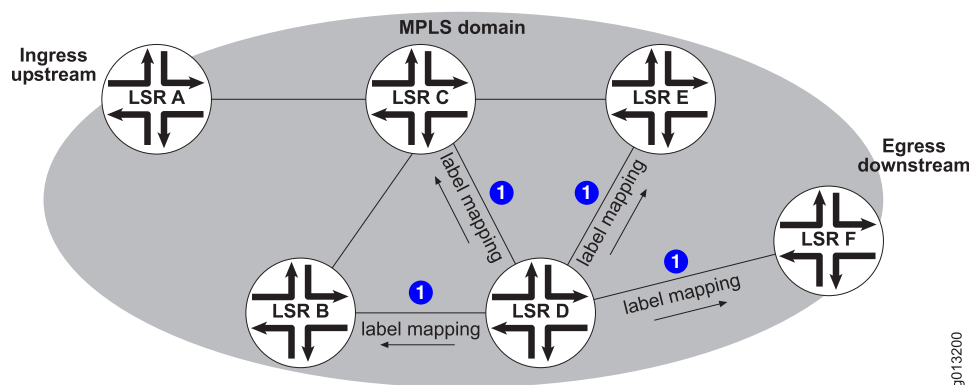 MPLS domain
Ingress
upstream
LSR A
LSR C
LSR E
Egress
downstream
label mapping
1
1
label mapping
LSR F
1
label mapping
LSR B
1
label mapping
LSR D
g013200